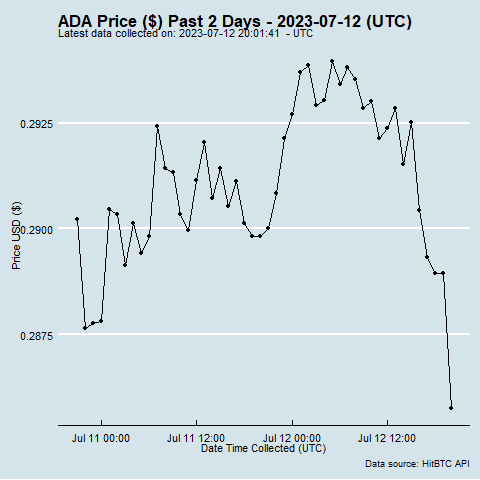 ADA Price ($) Past 2 Days - 2023-07-12 (UTC)
Latest data collected on: 2023-07-12 20:01:41 - UTC
Price USD ($)
0.2925
0.2900
0.2875
Jul 11 00:00 Jul 11 12:00 Jul 12 00:00 Jul 12 12:00
Date Time Collected (UTC)
Data source: HitBTC API